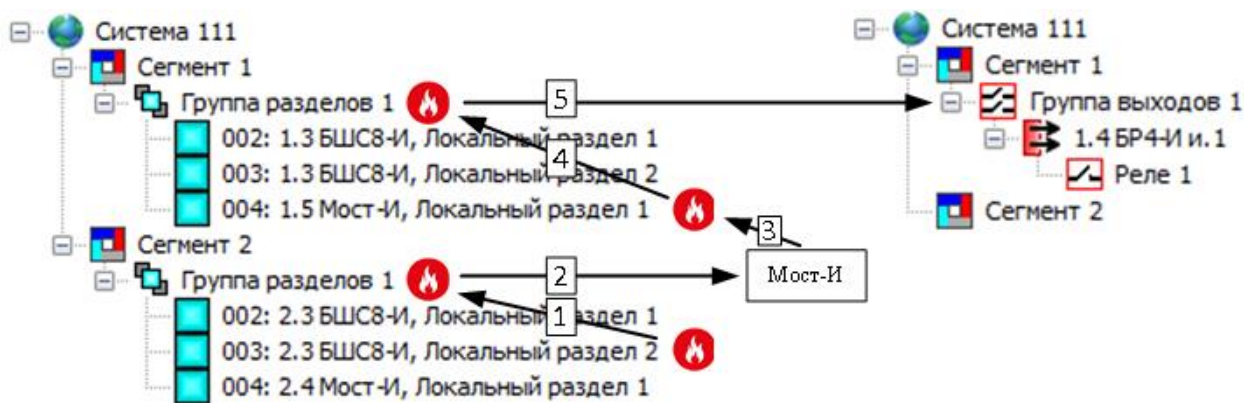 Система 111
Сегмент 1
Группа разделов 1
002: 1.3 БШС8-И, Локальный раздел 1
003: 1.3 БШС8-И, Локальный раздел 2
004: 1.5 Мост-И, Локальный раздел 1
Сегмент 2
Группа разделов 1
002: 2.3 БШС8-И, Локальный раздел 1
003: 2.3 БШС8-И, Локальный раздел 2
004: 2.4 Мост-И, Локальный раздел 1
5
4
3
2
1
Мост-И
Система 111
Сегмент 1
Группа выходов 1
1.4 БР4-И и.1
Реле 1
Сегмент 2